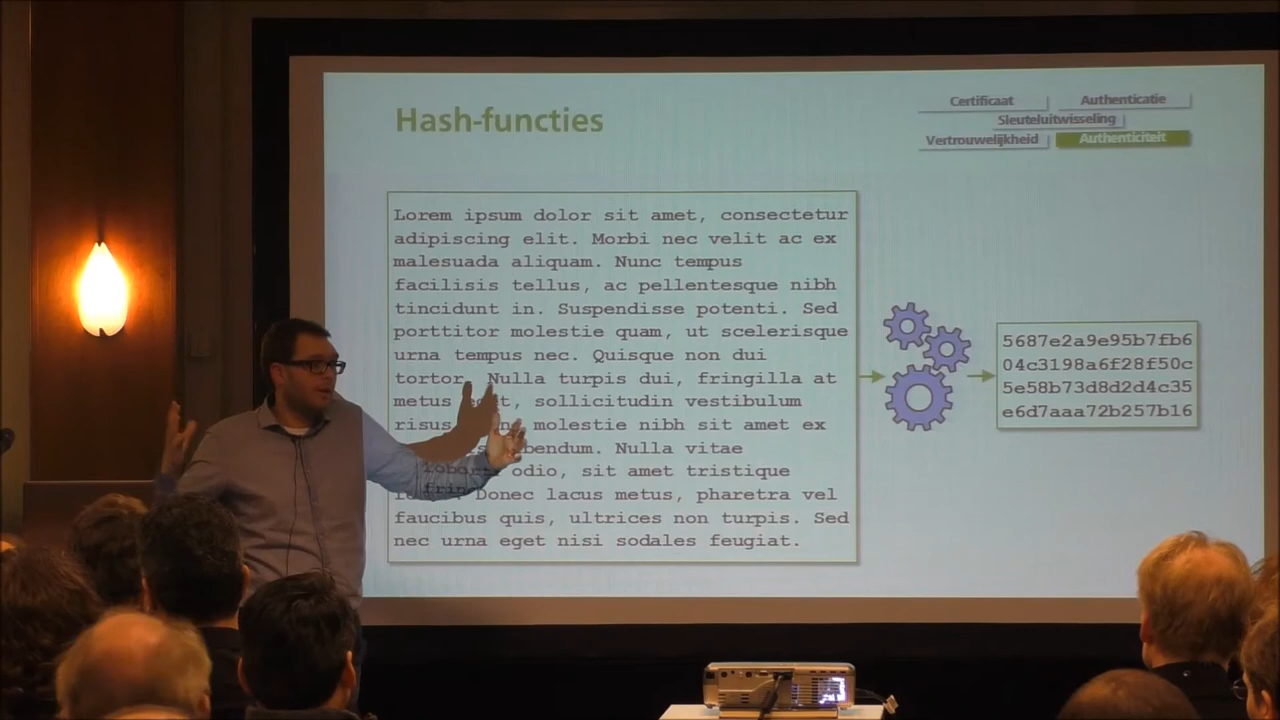 Hash-functies
Certificaat
Authenticatie
Sleuteluitwisseling
Vertrouwelijkheid
Authenticiteit
Lorem ipsum dolor sit amet, consectetur
adipiscing elit. Morbi nec velit ac ex
malesuada aliquam. Nunc tempus
facilisis tellus, ac pellentesque nibh
tincidunt in. Suspendisse potenti. Sed
porttitor molestie quam, ut scelerisque
urna tempus nec. Quisque non dui
tortor. Nulla turpis dui, fringilla at
metus sollicitudin vestibulum
risus molestie nibh sit amet ex
Nulla vitae
odio, sit amet tristique
Donec lacus metus, pharetra vel
faucibus quis, ultrices non turpis. Sed
nec urna eget nisi sodales feugiat.
5687e2a9e95b7fb6
04c3198a6f28f50c
5e58b73d8d2d4c35
e6d7aaa72b257b16